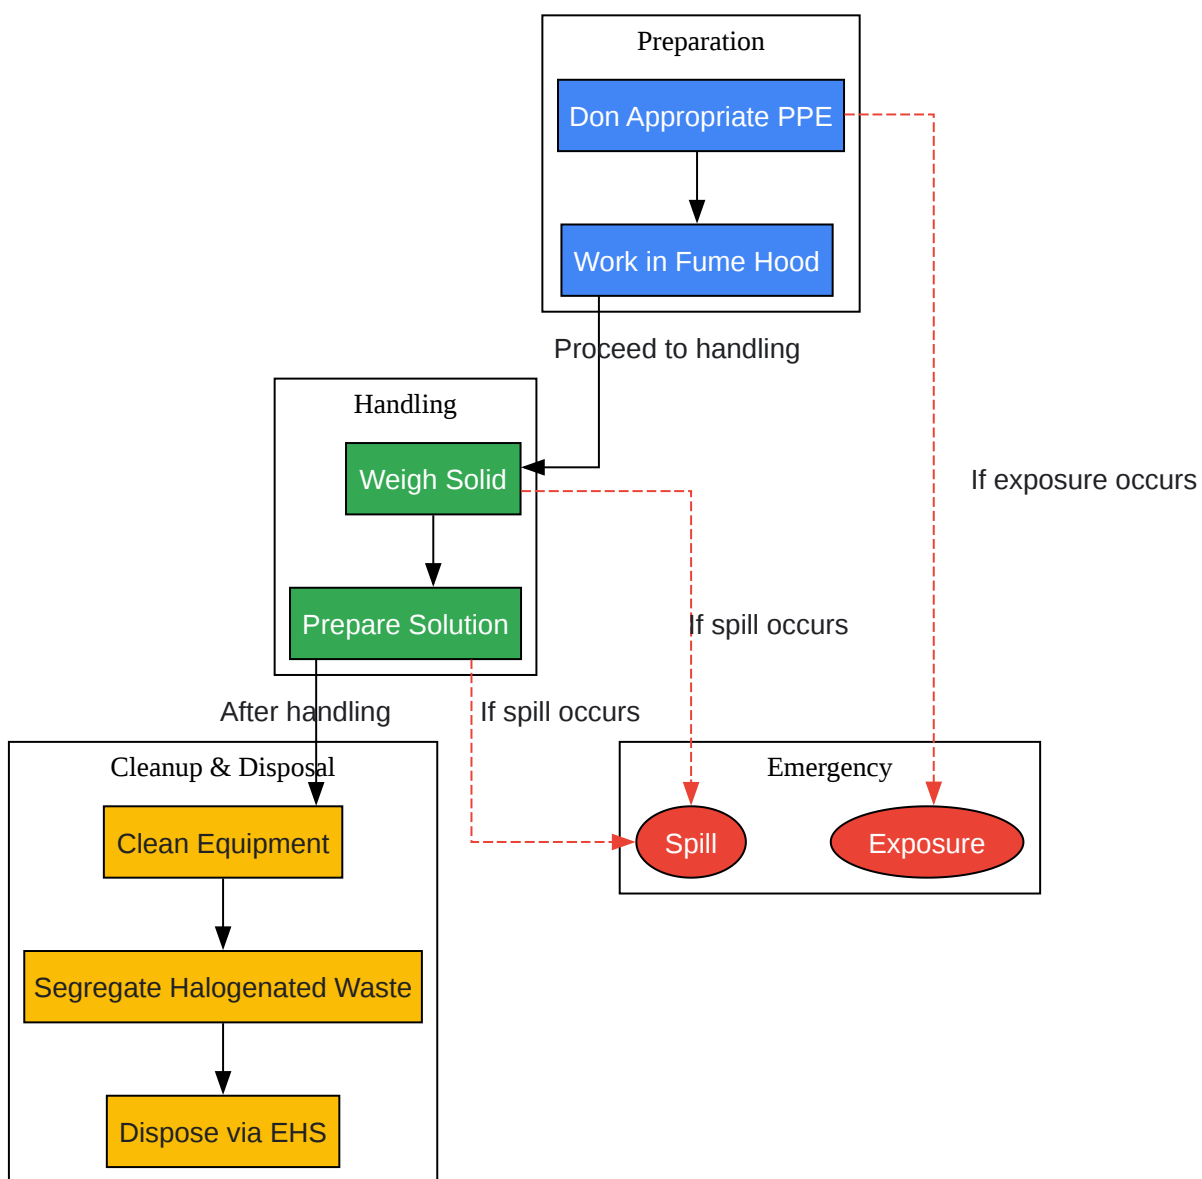 Preparation
Don Appropriate PPE
Work in Fume Hood
Proceed to handling
Handling
Weigh Solid
If exposure occurs
Prepare Solution
If spill occurs
After handling
If spill occurs
Cleanup & Disposal
Emergency
Clean Equipment
Spill
Exposure
Segregate Halogenated Waste
Dispose via EHS